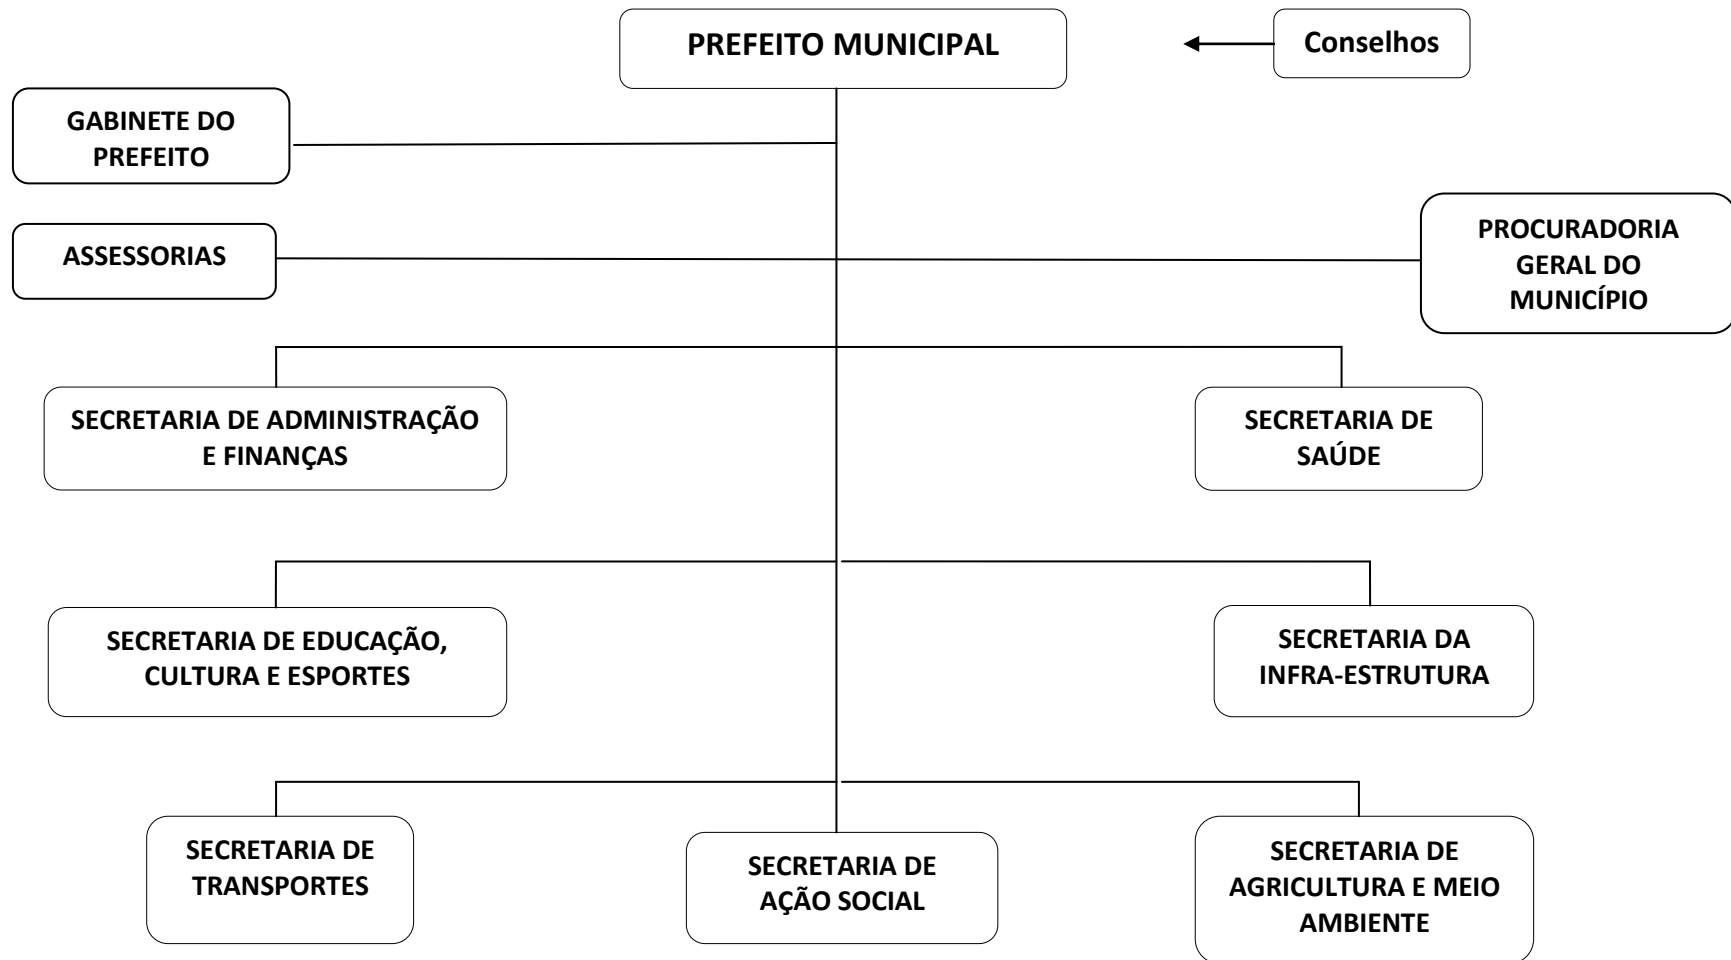 PREFEITO MUNICIPAL
Conselhos
GABINETE DO
PREFEITO
ASSESSORIAS
PROCURADORIA
GERAL DO
MUNICÍPIO
SECRETARIA DE ADMINISTRAÇÃO
E FINANÇAS
SECRETARIA DE
SAÚDE
SECRETARIA DE EDUCAÇÃO,
CULTURA E ESPORTES
SECRETARIA DA
INFRA-ESTRUTURA
SECRETARIA DE
TRANSPORTES
SECRETARIA DE
AÇÃO SOCIAL
SECRETARIA DE
AGRICULTURA E MEIO
AMBIENTE